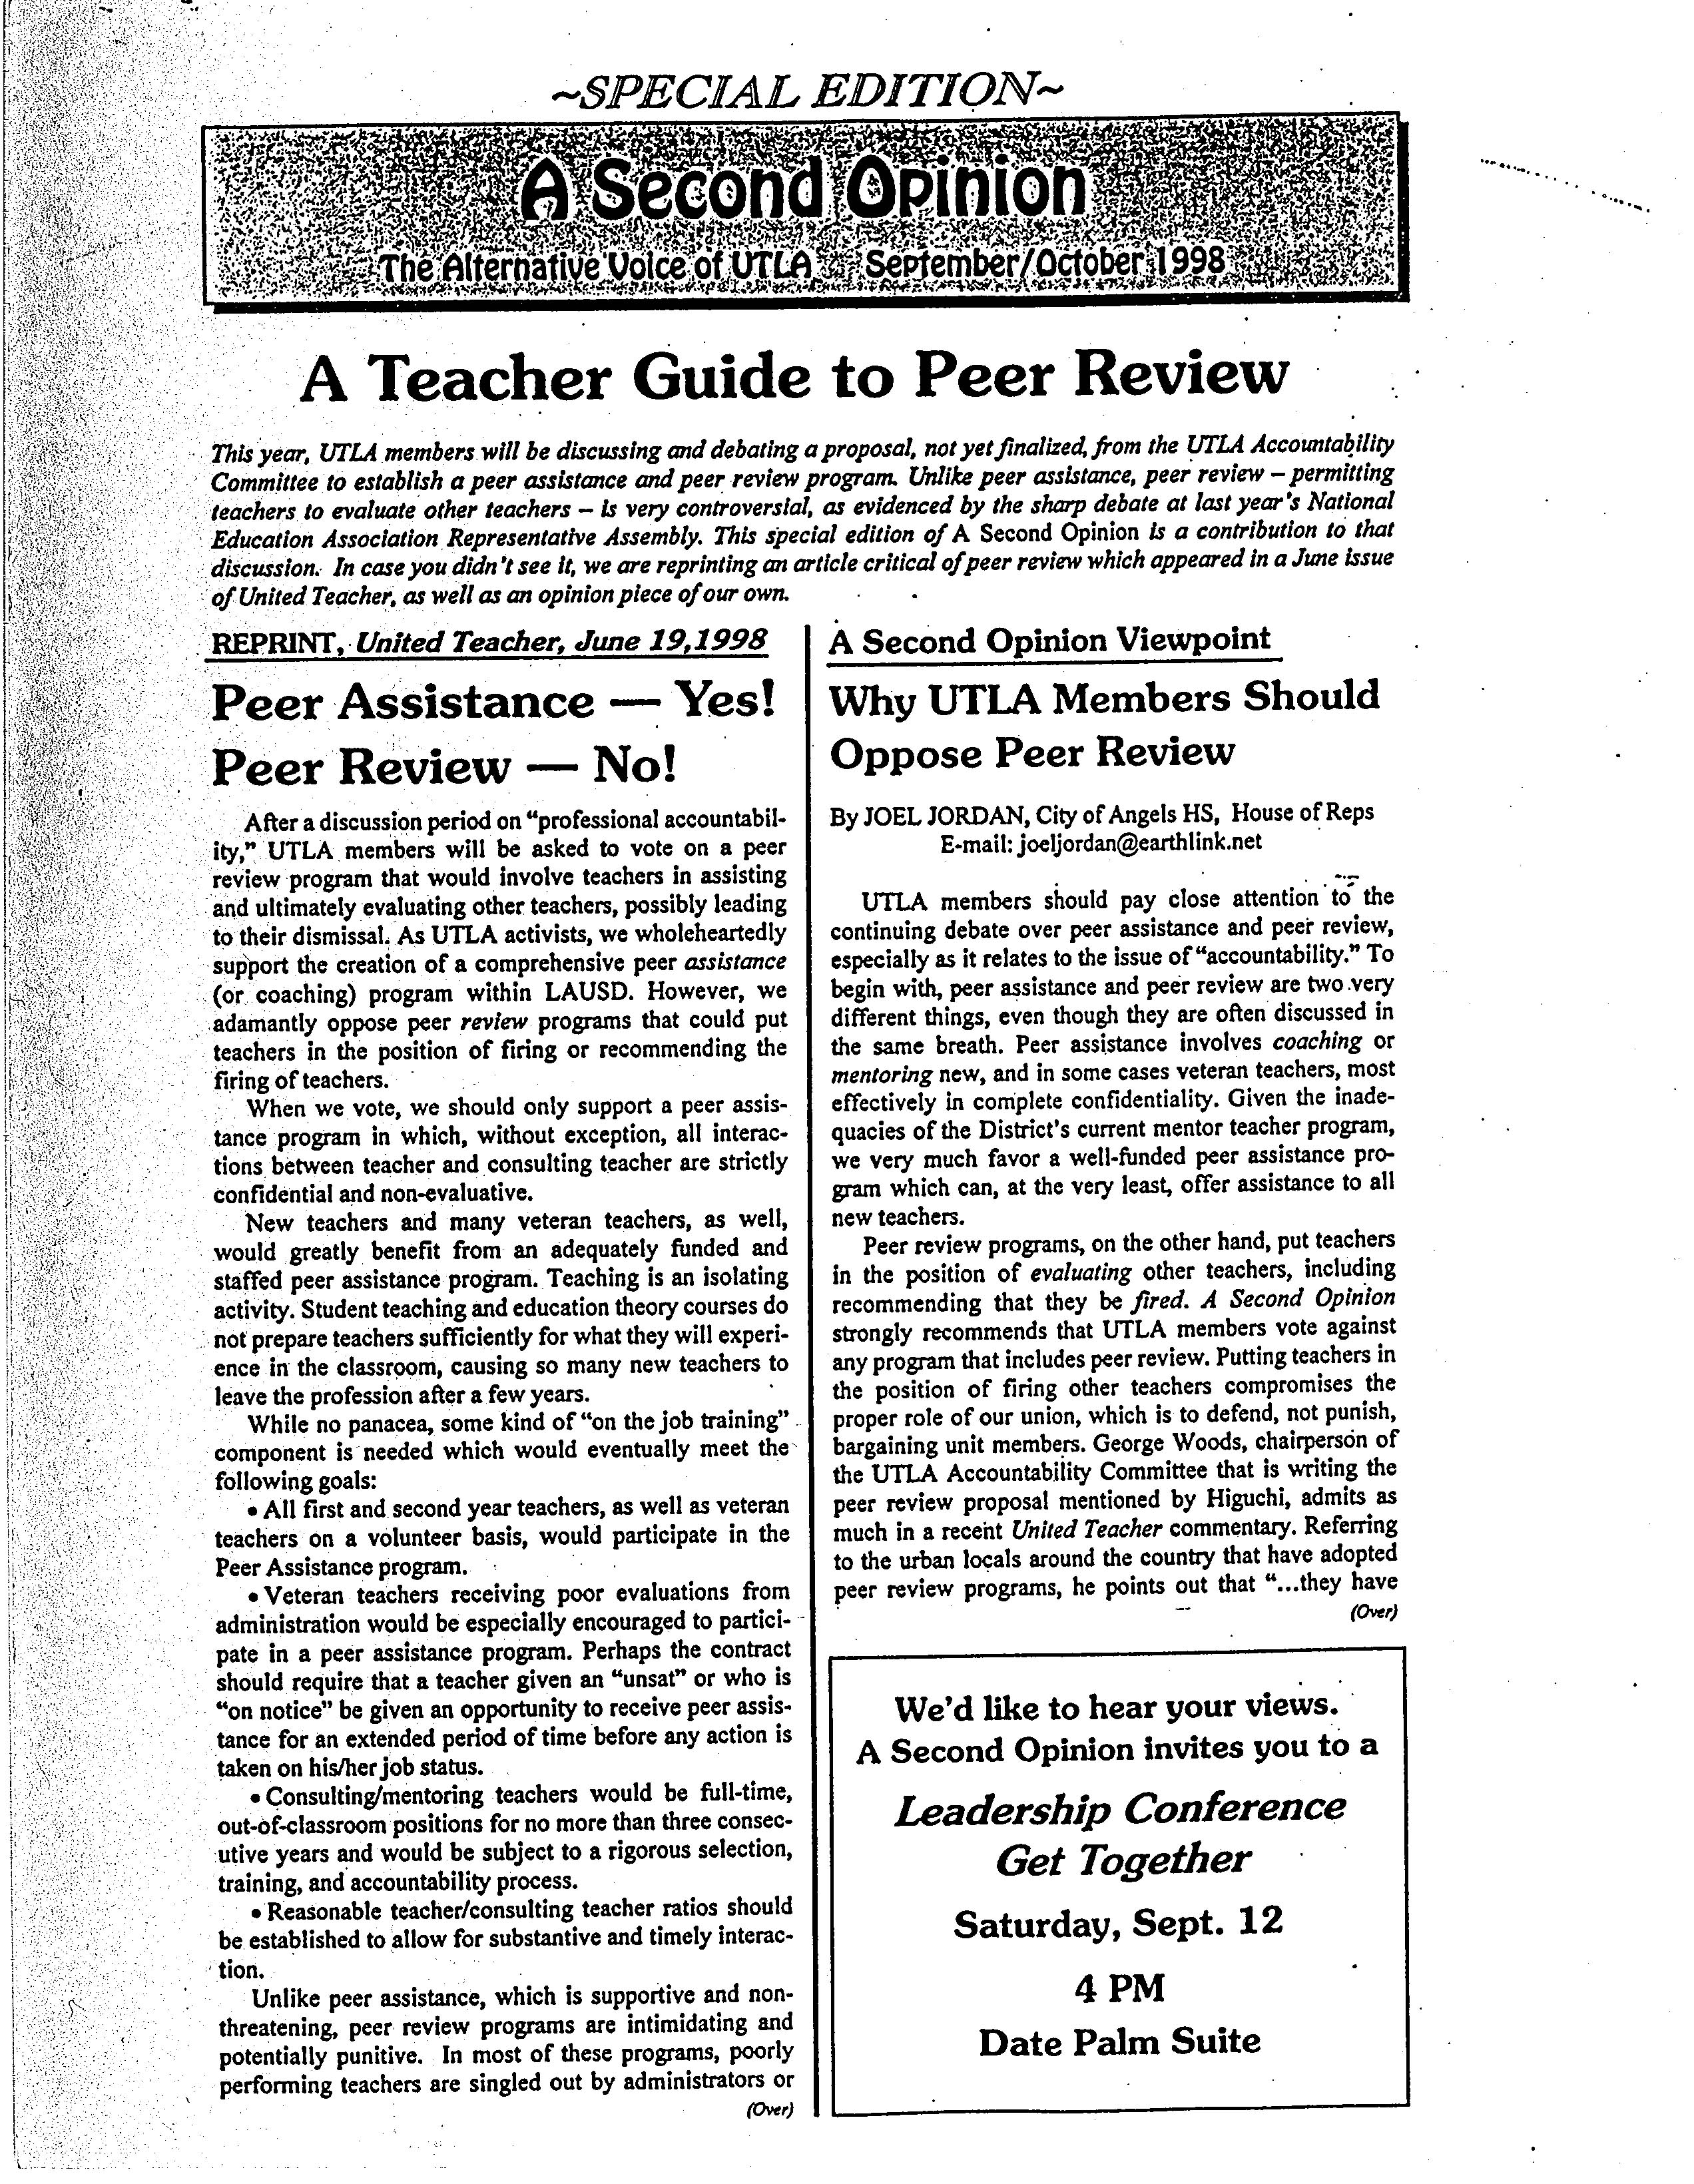 ~SPECIAL EDITION~
A Second Opinion
The Alternative Voice of UTLA September/October 1998
A Teacher Guide to Peer Review
This year, UTLA members will be discussing and debating a proposal, not yet finalized, from the UTLA Accountability
Committee to establish a peer assistance and peer review program. Unlike peer assistance, peer review – permitting
teachers to evaluate other teachers – is very controversial, as evidenced by the sharp debate at last year's National
Education Association Representative Assembly. This special edition of A Second Opinion is a contribution to that
discussion. In case you didn't see it, we are reprinting an article critical of peer review which appeared in a June issue
of United Teacher, as well as an opinion piece of our own.
REPRINT, United Teacher, June 19,1998
Peer Assistance — Yes!
Peer Review — No!
After a discussion period on "professional accountabil-
ity," UTLA members will be asked to vote on a peer
review program that would involve teachers in assisting
and ultimately evaluating other teachers, possibly leading
to their dismissal. As UTLA activists, we wholeheartedly
support the creation of a comprehensive peer assistance
(or coaching) program within LAUSD. However, we
adamantly oppose peer review programs that could put
teachers in the position of firing or recommending the
firing of teachers.
When we vote, we should only support a peer assis-
tance program in which, without exception, all interac-
tions between teacher and consulting teacher are strictly
confidential and non-evaluative.
New teachers and many veteran teachers, as well,
would greatly benefit from an adequately funded and
staffed peer assistance program. Teaching is an isolating
activity. Student teaching and education theory courses do
not prepare teachers sufficiently for what they will experi-
ence in the classroom, causing so many new teachers to
leave the profession after a few years.
While no panacea, some kind of "on the job training"
component is needed which would eventually meet the
following goals:
• All first and second year teachers, as well as veteran
teachers on a volunteer basis, would participate in the
Peer Assistance program.
• Veteran teachers receiving poor evaluations from
administration would be especially encouraged to partici-
pate in a peer assistance program. Perhaps the contract
should require that a teacher given an "unsat" or who is
"on notice" be given an opportunity to receive peer assis-
tance for an extended period of time before any action is
taken on his/her job status.
• Consulting/mentoring teachers would be full-time,
out-of-classroom positions for no more than three consec-
utive years and would be subject to a rigorous selection,
training, and accountability process.
• Reasonable teacher/consulting teacher ratios should
be established to allow for substantive and timely interac-
tion.
Unlike peer assistance, which is supportive and non-
threatening, peer review programs are intimidating and
potentially punitive. In most of these programs, poorly
performing teachers are singled out by administrators or
(Over)
A Second Opinion Viewpoint
Why UTLA Members Should
Oppose Peer Review
By JOEL JORDAN, City of Angels HS, House of Reps
E-mail: joeljordan@earthlink.net
UTLA members should pay close attention to the
continuing debate over peer assistance and peer review,
especially as it relates to the issue of "accountability." To
begin with, peer assistance and peer review are two very
different things, even though they are often discussed in
the same breath. Peer assistance involves coaching or
mentoring new, and in some cases veteran teachers, most
effectively in complete confidentiality. Given the inade-
quacies of the District's current mentor teacher program,
we very much favor a well-funded peer assistance pro-
gram which can, at the very least, offer assistance to all
new teachers.
Peer review programs, on the other hand, put teachers
in the position of evaluating other teachers, including
recommending that they be fired. A Second Opinion
strongly recommends that UTLA members vote against
any program that includes peer review. Putting teachers in
the position of firing other teachers compromises the
proper role of our union, which is to defend, not punish,
bargaining unit members. George Woods, chairperson of
the UTLA Accountability Committee that is writing the
peer review proposal mentioned by Higuchi, admits as
much in a recent United Teacher commentary. Referring
to the urban locals around the country that have adopted
peer review programs, he points out that "...they have
(Over)
We'd like to hear your views.
A Second Opinion invites you to a
Leadership Conference
Get Together
Saturday, Sept. 12
4 PM
Date Palm Suite